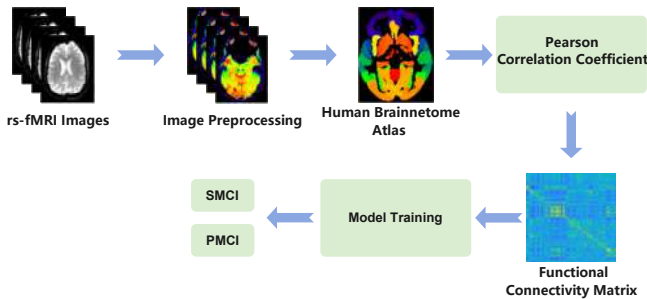 Pearson
Correlation Coefficient
rs-fMRI Images
Image Preprocessing
Human Brainnetome
Atlas
SMCI
PMCI
Model Training
Functional
Connectivity Matrix